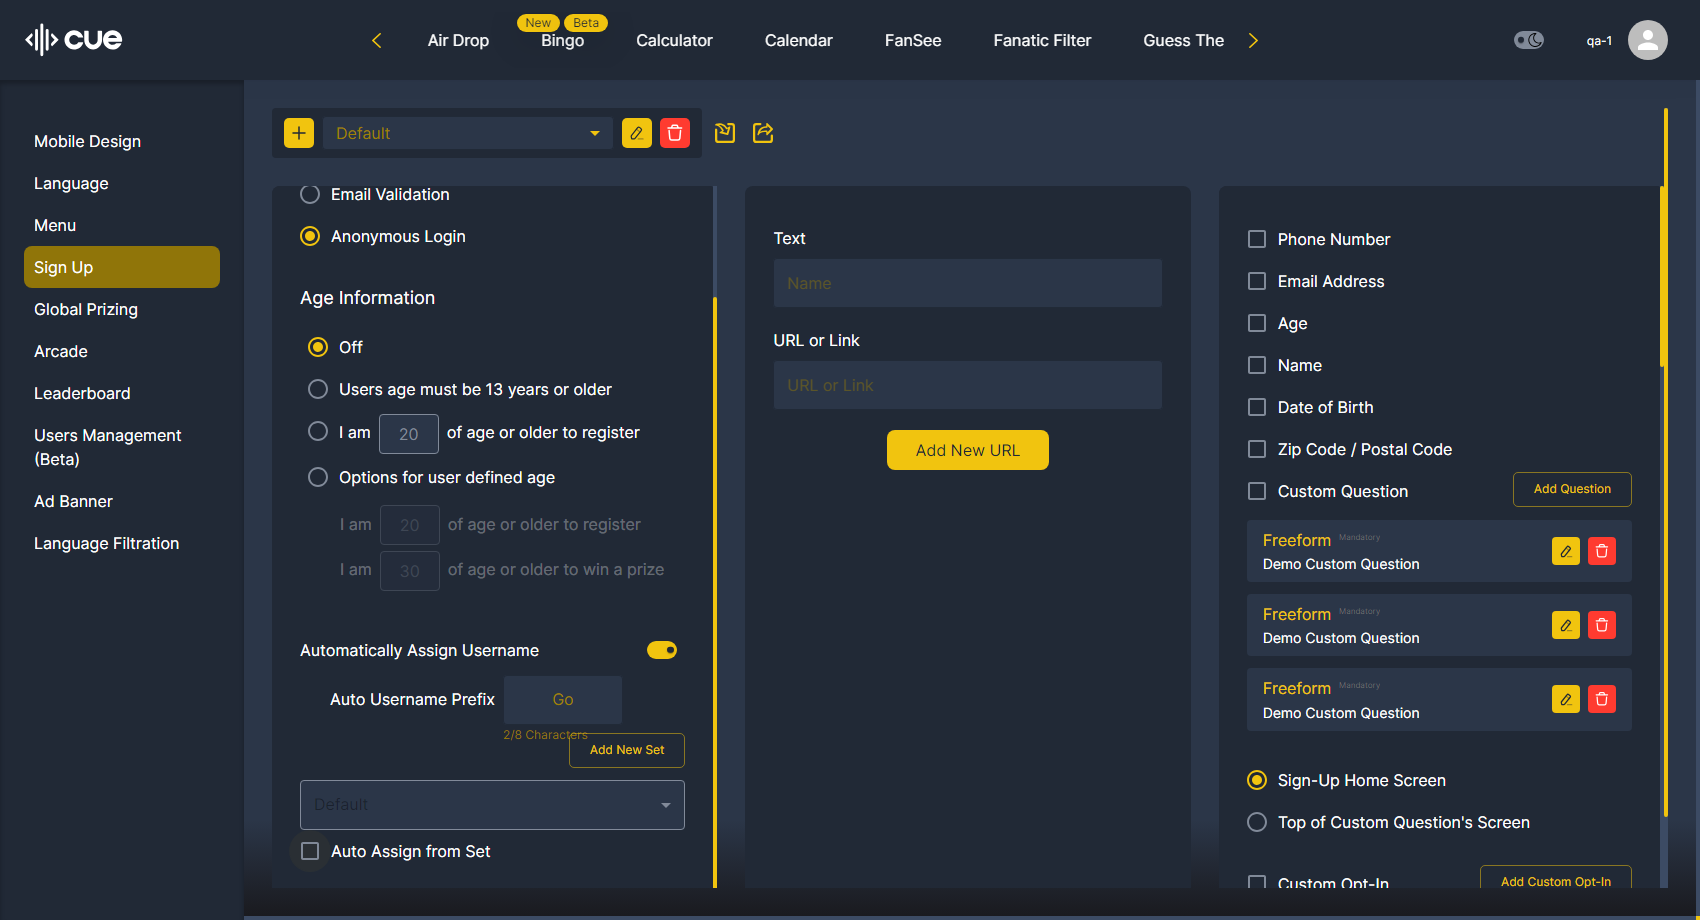 cue
Air Drop
New
Beta
Bingo
Calculator
Calendar
FanSee
Fanatic Filter
Guess The
qa-1
Mobile Design
Language
Menu
Sign Up
Global Prizing
Arcade
Leaderboard
Users Management
(Beta)
Ad Banner
Language Filtration
Default
Email Validation
Anonymous Login
Age Information
Off
Users age must be 13 years or older
I am 20 of age or older to register
Options for user defined age
I am 20 of age or older to register
I am 30 of age or older to win a prize
Automatically Assign Username
Auto Username Prefix Go
2/8 Characters
Add New Set
Default
Auto Assign from Set
Text
Name
URL or Link
URL or Link
Add New URL
Phone Number
Email Address
Age
Name
Date of Birth
Zip Code / Postal Code
Custom Question Add Question
Freeform Mandatory
Demo Custom Question
Freeform Mandatory
Demo Custom Question
Freeform Mandatory
Demo Custom Question
Sign-Up Home Screen
Top of Custom Question's Screen
Custom Opt-In Add Custom Opt-In